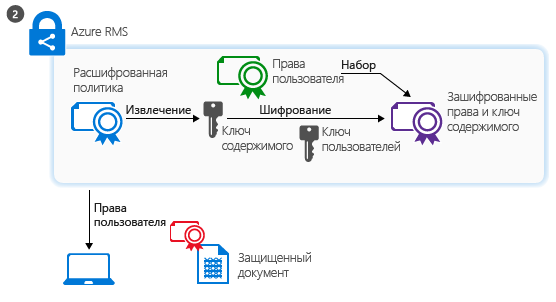 2
Azure RMS
Расшифрованная
политика
Извлечение
Ключ
содержимого
Права
пользователя
Набор
Шифрование
Ключ
пользователей
Зашифрованные
права и ключ
содержимого
Права
пользователя
Защищенный
документ